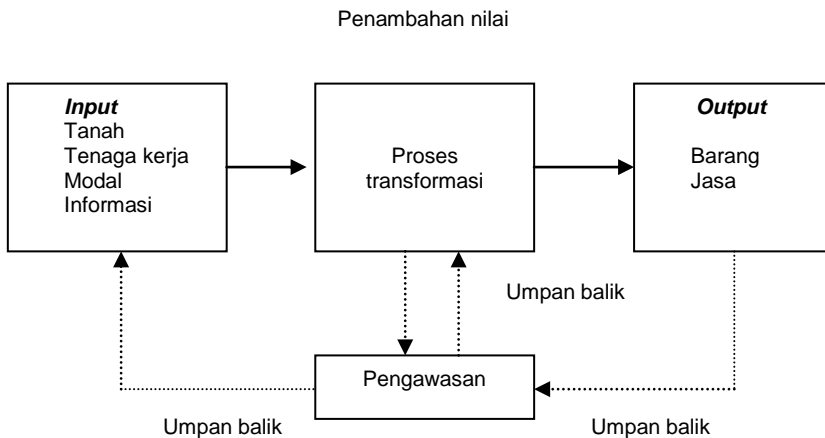 Penambahan nilai
Input
Tanah
Tenaga kerja
Modal
Informasi
Proses
transformasi
Output
Barang
Jasa
Umpan balik
Pengawasan
Umpan balik
Umpan balik